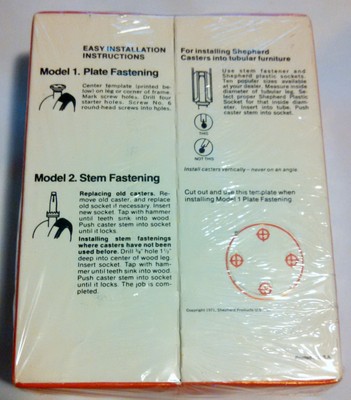 EASY INSTALLATION
INSTRUCTIONS
Model 1. Plate Fastening
Center template (printed be-
low) on leg or corner of frame.
Mark screw holes. Drill four
starter holes. Screw No. 6
round-head screws into holes.
Model 2. Stem Fastening
Replacing old casters. Re-
move old caster, and replace
old socket if necessary. Insert
new socket. Tap with hammer
until teeth sink into wood.
Push caster stem into socket
until it locks.
Installing stem fastenings
where casters have not been
used before. Drill hole
deep into center of wood leg.
Insert socket. Tap with ham-
mer until teeth sink into wood.
Push caster stem into socket
until it locks. The job is com-
pleted.
For installing Shepherd
Casters into tubular furniture
Use stem fastener and
Shepherd plastic sockets.
Ten popular sizes available
at your dealer. Measure inside
diameter of tubular leg. Se-
lect proper Shepherd Plastic
Socket for that inside diam-
eter. Insert into tube. Push
caster stem into socket.
THIS
NOT THIS
Install casters vertically – never on an angle.
Cut out and use this template when
installing Model 1 Plate Fastening.
Copyright 1971, Shepherd Products U.S.